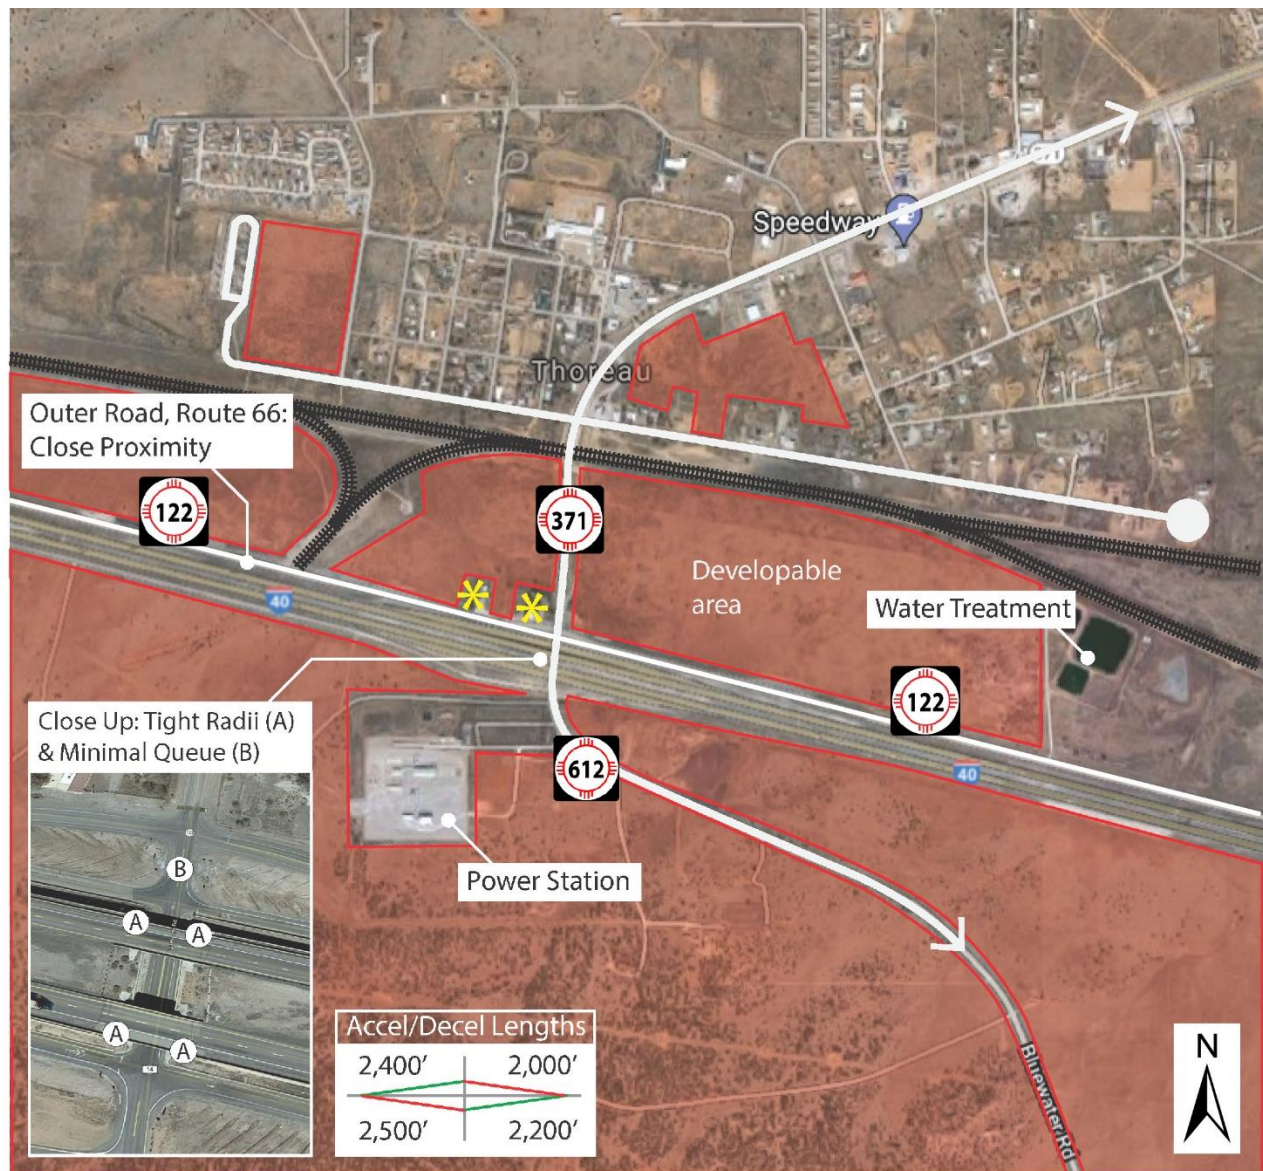 Speedway
371
Thoreau
Outer Road, Route 66:
Close Proximity
122
371
Developable
area
Water Treatment
40
122
Close Up: Tight Radii (A)
& Minimal Queue (B)
612
40
B
A
A
A
A
Power Station
Accel/Decel Lengths
2,400’ 2,000’
2,500’ 2,200’
N
Bluewater Rd